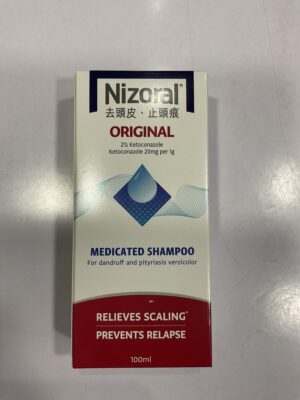 Nizoral®
去頭皮、止頭痕
ORIGINAL
2% Ketoconazole
Ketoconazole 20mg per 1g
MEDICATED SHAMPOO
For dandruff and pityriasis versicolor
RELIEVES SCALING*
PREVENTS RELAPSE
100ml